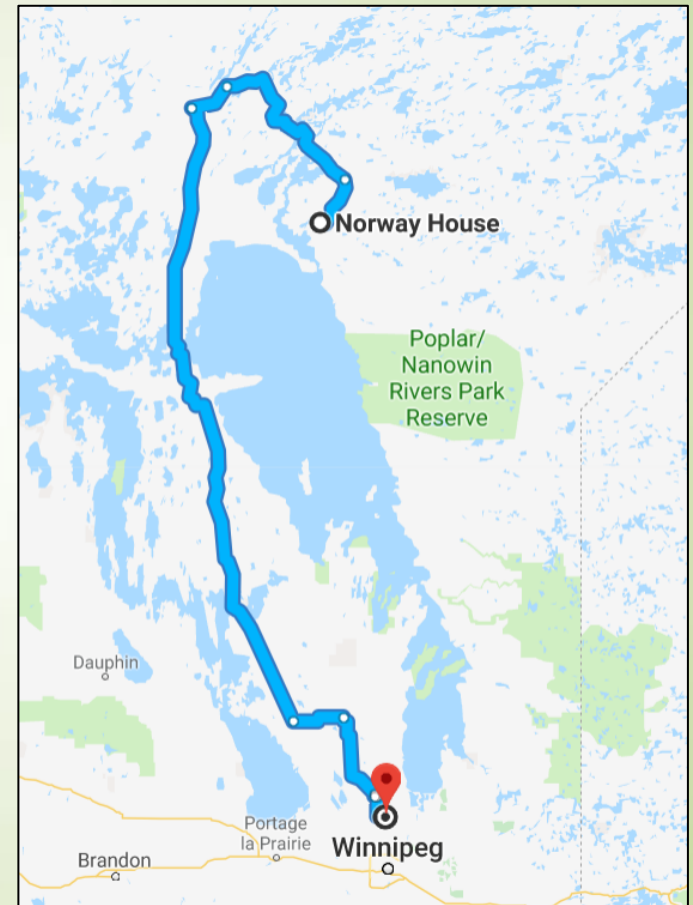 Norway House
Poplar/
Nanowin
Rivers Park
Reserve
Dauphin
Portage
la Prairie
Winnipeg
Brandon